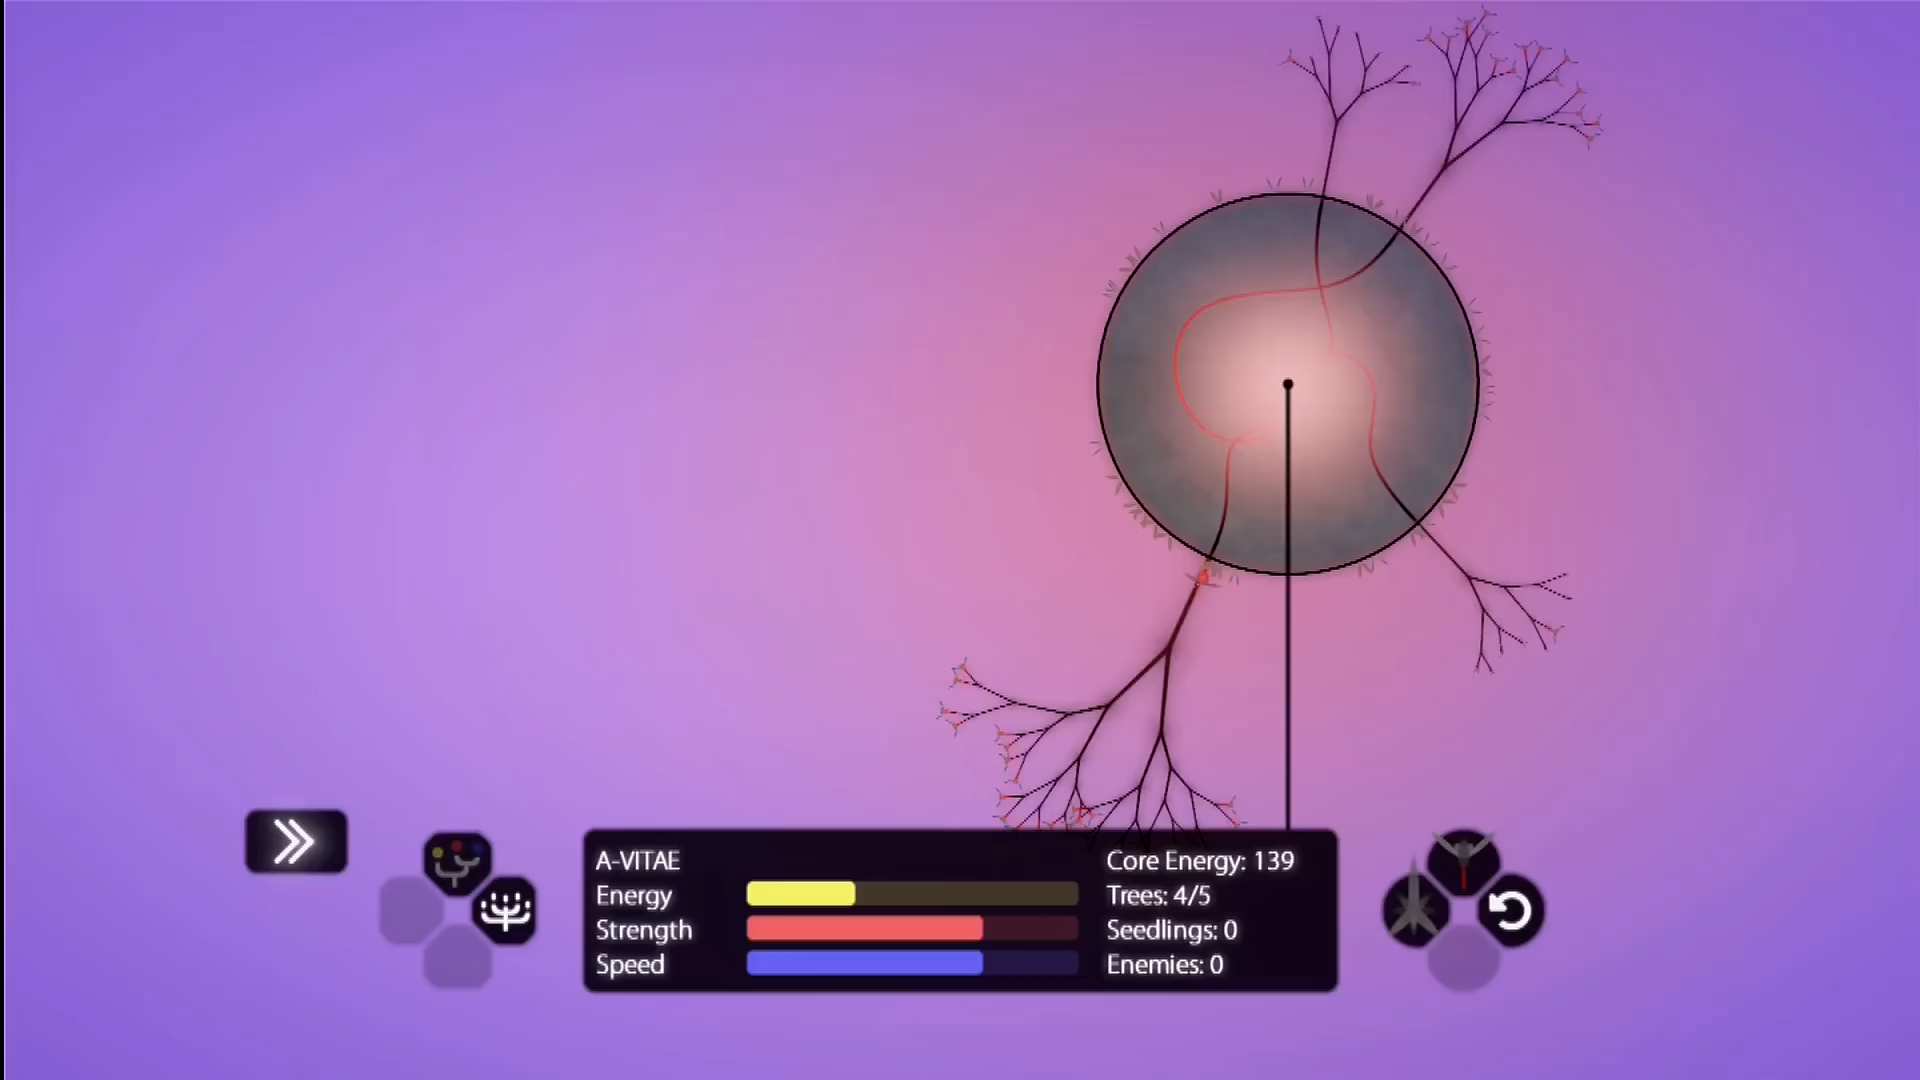 A-VITAE
Energy
Strength
Speed
Core Energy: 139
Trees: 4/5
Seedlings: 0
Enemies: 0